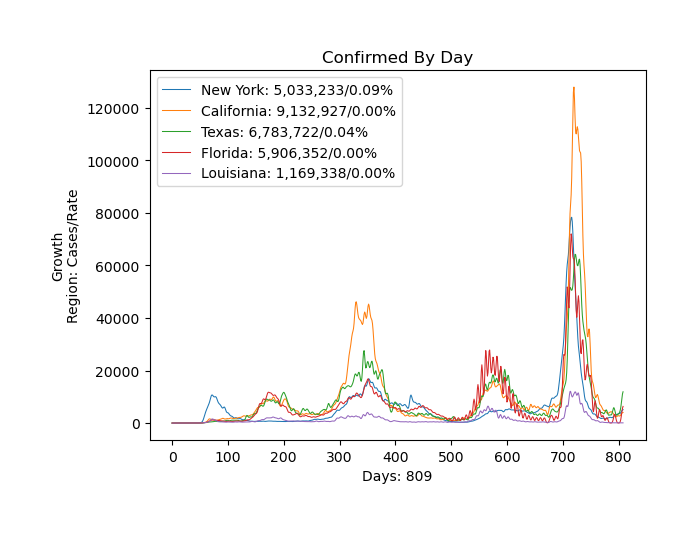 Confirmed By Day
New York: 5,033,233/0.09%
California: 9,132,927/0.00%
Texas: 6,783,722/0.04%
Florida: 5,906,352/0.00%
Louisiana: 1,169,338/0.00%
Growth
Region: Cases/Rate
120000
100000
80000
60000
40000
20000
0
0 100 200 300 400 500 600 700 800
Days: 809